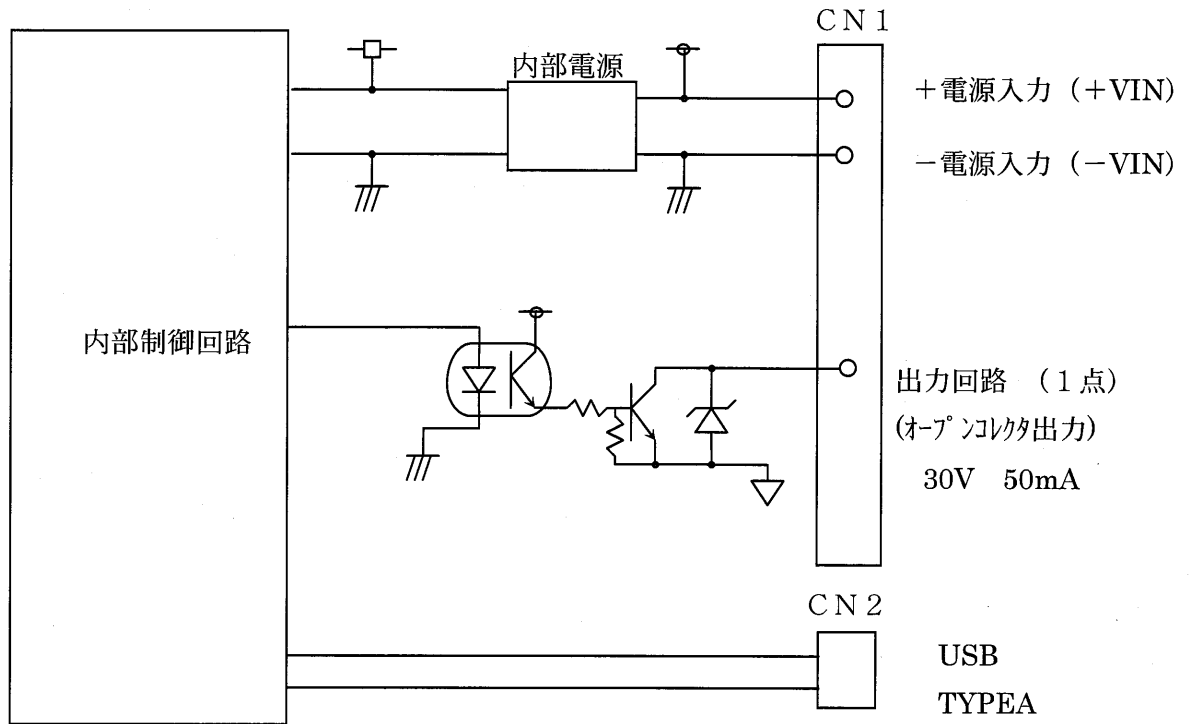 CN1
内部電源
+電源入力（+VIN）
－電源入力（－VIN）
内部制御回路
出力回路 （1点）
(ｵｰﾌﾟﾝｺﾚｸﾀ出力)
30V 50mA
CN2
USB
TYPEA